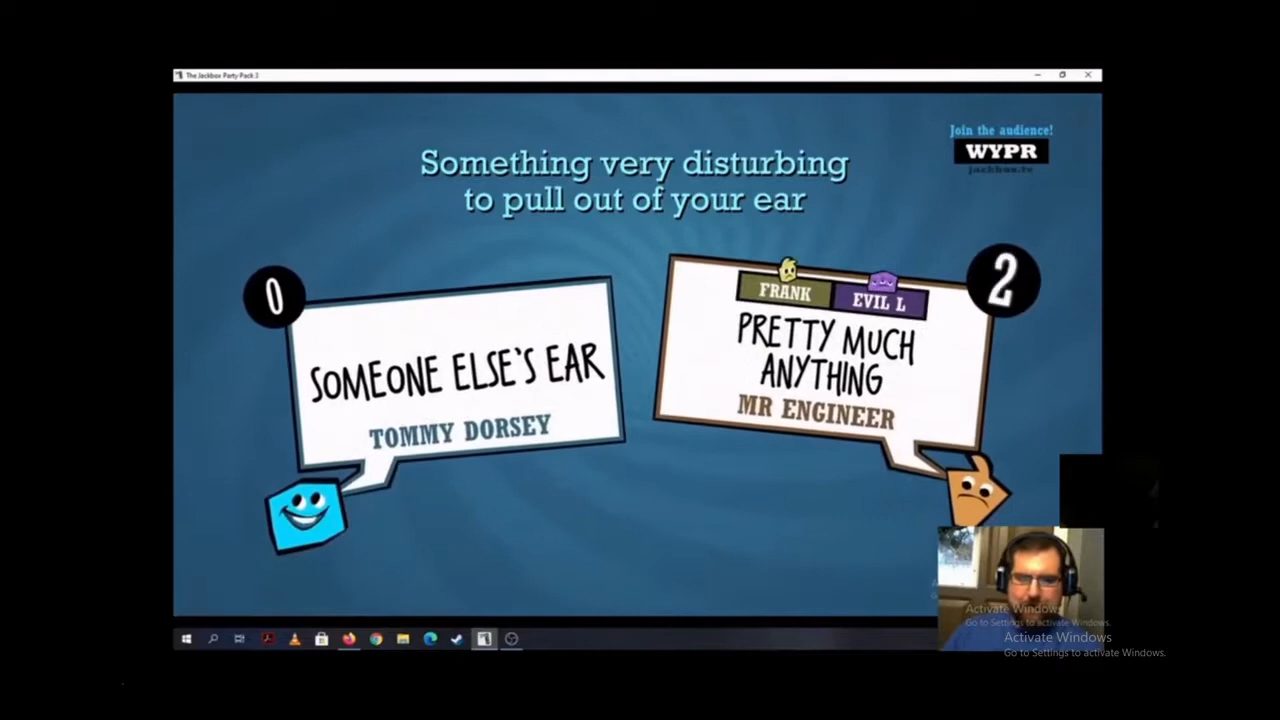 The Jackbox Party Pack 3
Join the audience!
WYPR
jackbox.tv
Something very disturbing
to pull out of your ear
0
2
FRANK
EVIL L
SOMEONE ELSE'S EAR
PRETTY MUCH
ANYTHING
TOMMY DORSEY
MR ENGINEER
Activate Windows
Go to Settings to activate Windows.
Activate Windows
Go to Settings to activate Windows.